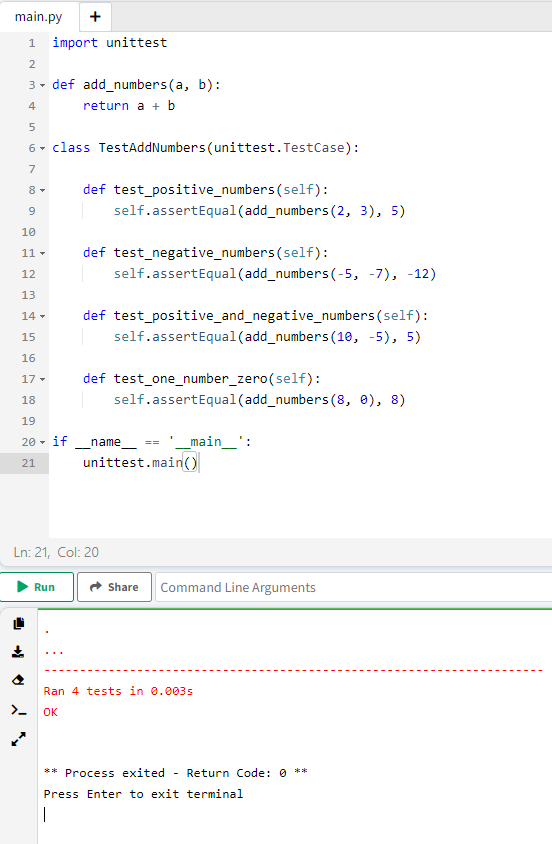 main.py +
1 import unittest
2
3 def add_numbers(a, b):
4     return a + b
5
6 class TestAddNumbers(unittest.TestCase):
7
8     def test_positive_numbers(self):
9         self.assertEqual(add_numbers(2, 3), 5)
10
11     def test_negative_numbers(self):
12         self.assertEqual(add_numbers(-5, -7), -12)
13
14     def test_positive_and_negative_numbers(self):
15         self.assertEqual(add_numbers(10, -5), 5)
16
17     def test_one_number_zero(self):
18         self.assertEqual(add_numbers(8, 0), 8)
19
20 if __name__ == '__main__':
21     unittest.main()
Ln: 21, Col: 20
Run Share Command Line Arguments
.
...
----------------------------------------------------------------------
Ran 4 tests in 0.003s
OK
** Process exited - Return Code: 0 **
Press Enter to exit terminal